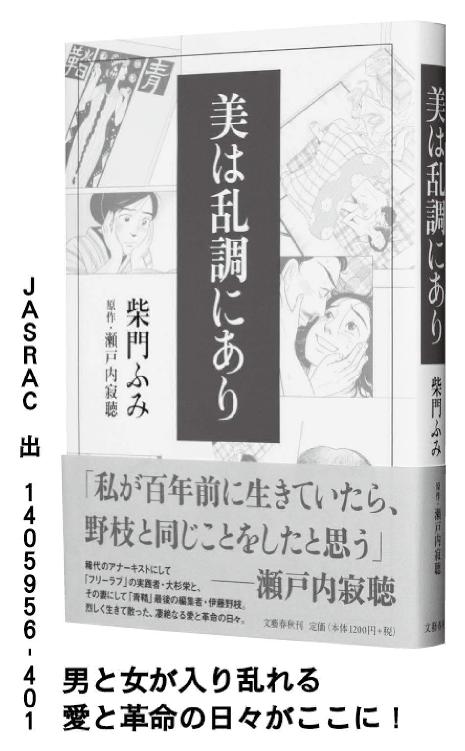 青鞜
美は乱調にあり
柴門ふみ
原作・瀬戸内寂聴
「私が百年前に生きていたら、
野枝と同じことをしたと思う」
――瀬戸内寂聴
稀代のアナーキストにして
「フリーラブ」の実践者・大杉栄と、
その妻にして「青鞜」最後の編集者・伊藤野枝。
烈しく生きて散った、凄絶なる愛と革命の日々。
文藝春秋刊 定価(本体1200円+税)
美は乱調にあり
柴門ふみ
原作・瀬戸内寂聴
文藝春秋
JASRAC 出 1405956-401
男と女が入り乱れる
愛と革命の日々がここに!